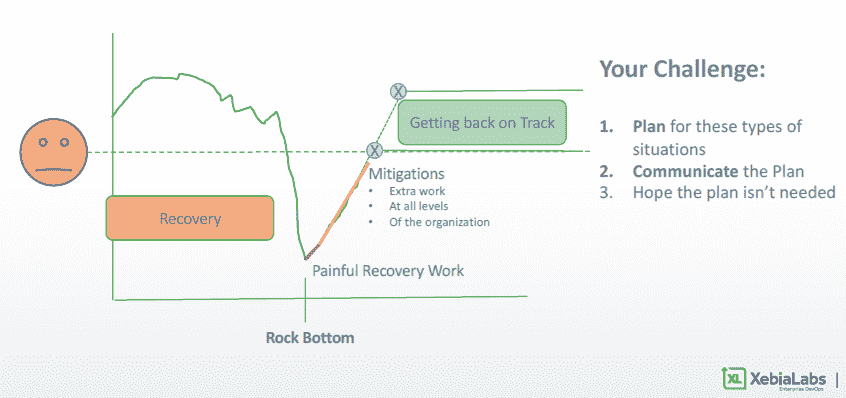 Your Challenge:
1. Plan for these types of
situations
2. Communicate the Plan
3. Hope the plan isn't needed
X
Getting back on Track
X
Mitigations
• Extra work
• At all levels
• Of the organization
Recovery
Painful Recovery Work
Rock Bottom
XL XebiaLabs
Enterprise DevOps